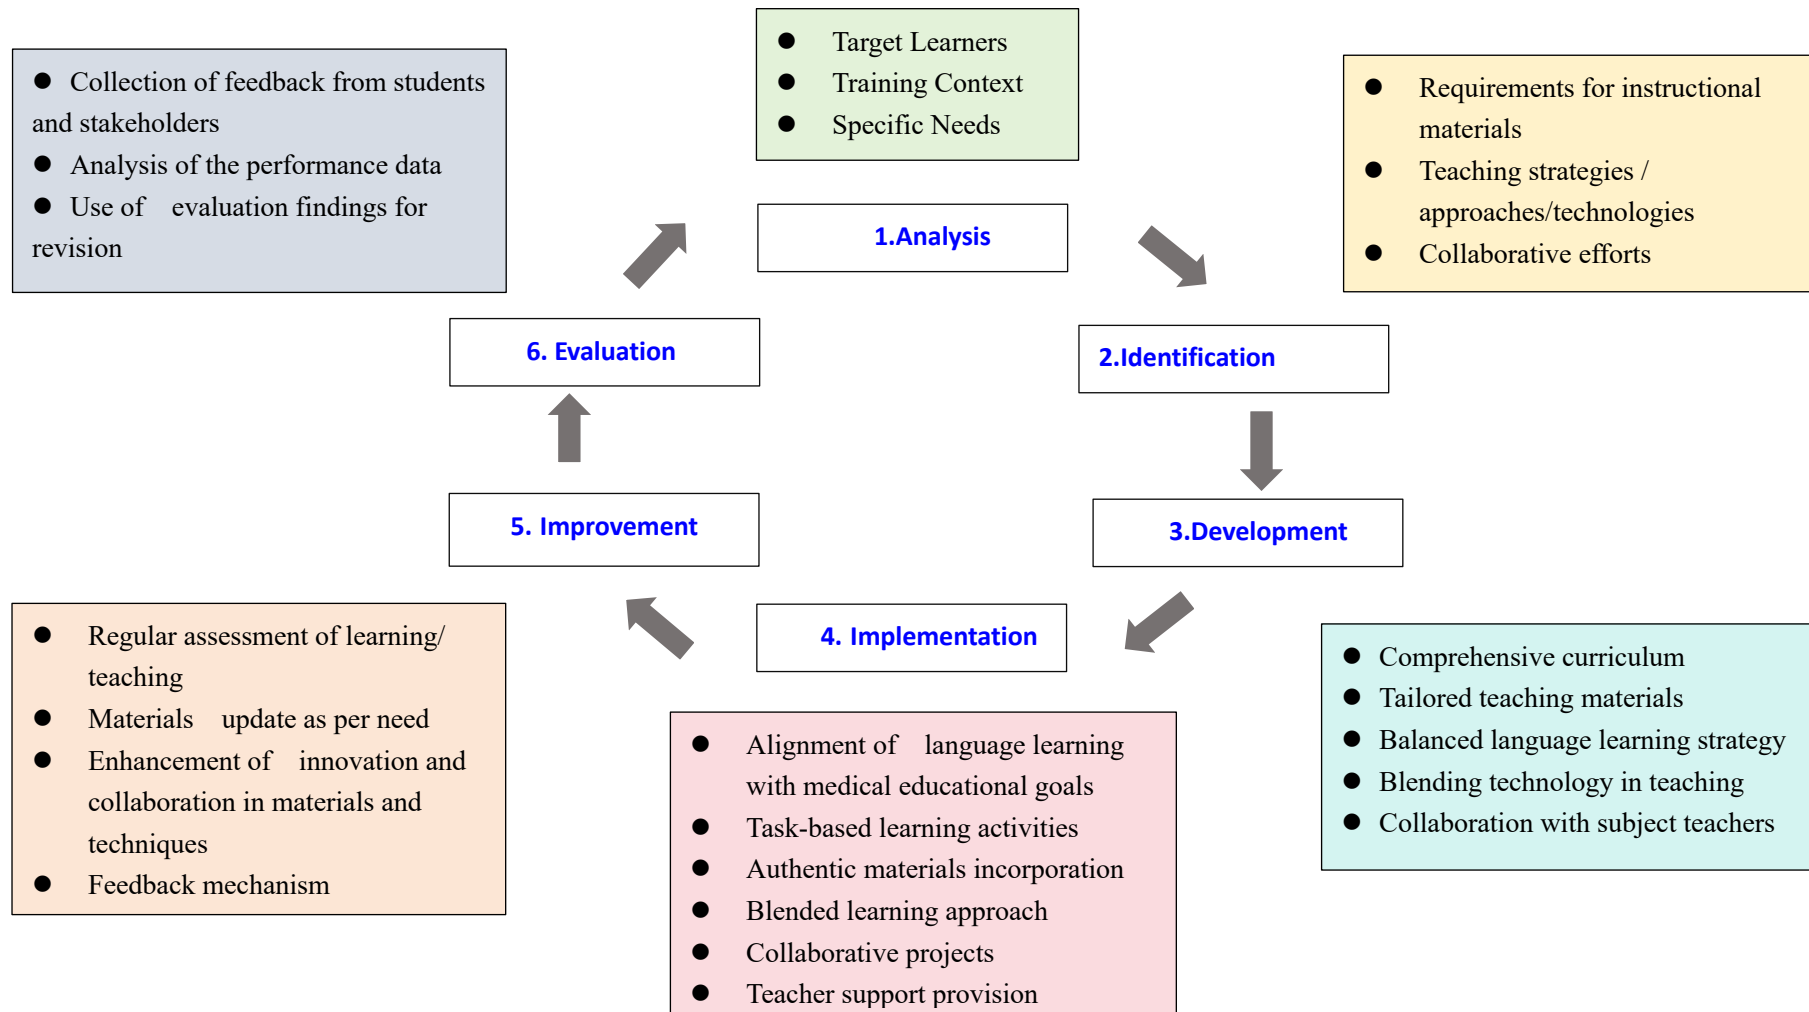 ● Target Learners
● Training Context
● Specific Needs
1.Analysis
● Requirements for instructional
materials
● Teaching strategies /
approaches/technologies
● Collaborative efforts
2.Identification
3.Development
● Comprehensive curriculum
● Tailored teaching materials
● Balanced language learning strategy
● Blending technology in teaching
● Collaboration with subject teachers
4. Implementation
● Alignment of language learning
with medical educational goals
● Task-based learning activities
● Authentic materials incorporation
● Blended learning approach
● Collaborative projects
● Teacher support provision
5. Improvement
● Regular assessment of learning/
teaching
● Materials update as per need
● Enhancement of innovation and
collaboration in materials and
techniques
● Feedback mechanism
6. Evaluation
● Collection of feedback from students
and stakeholders
● Analysis of the performance data
● Use of evaluation findings for
revision